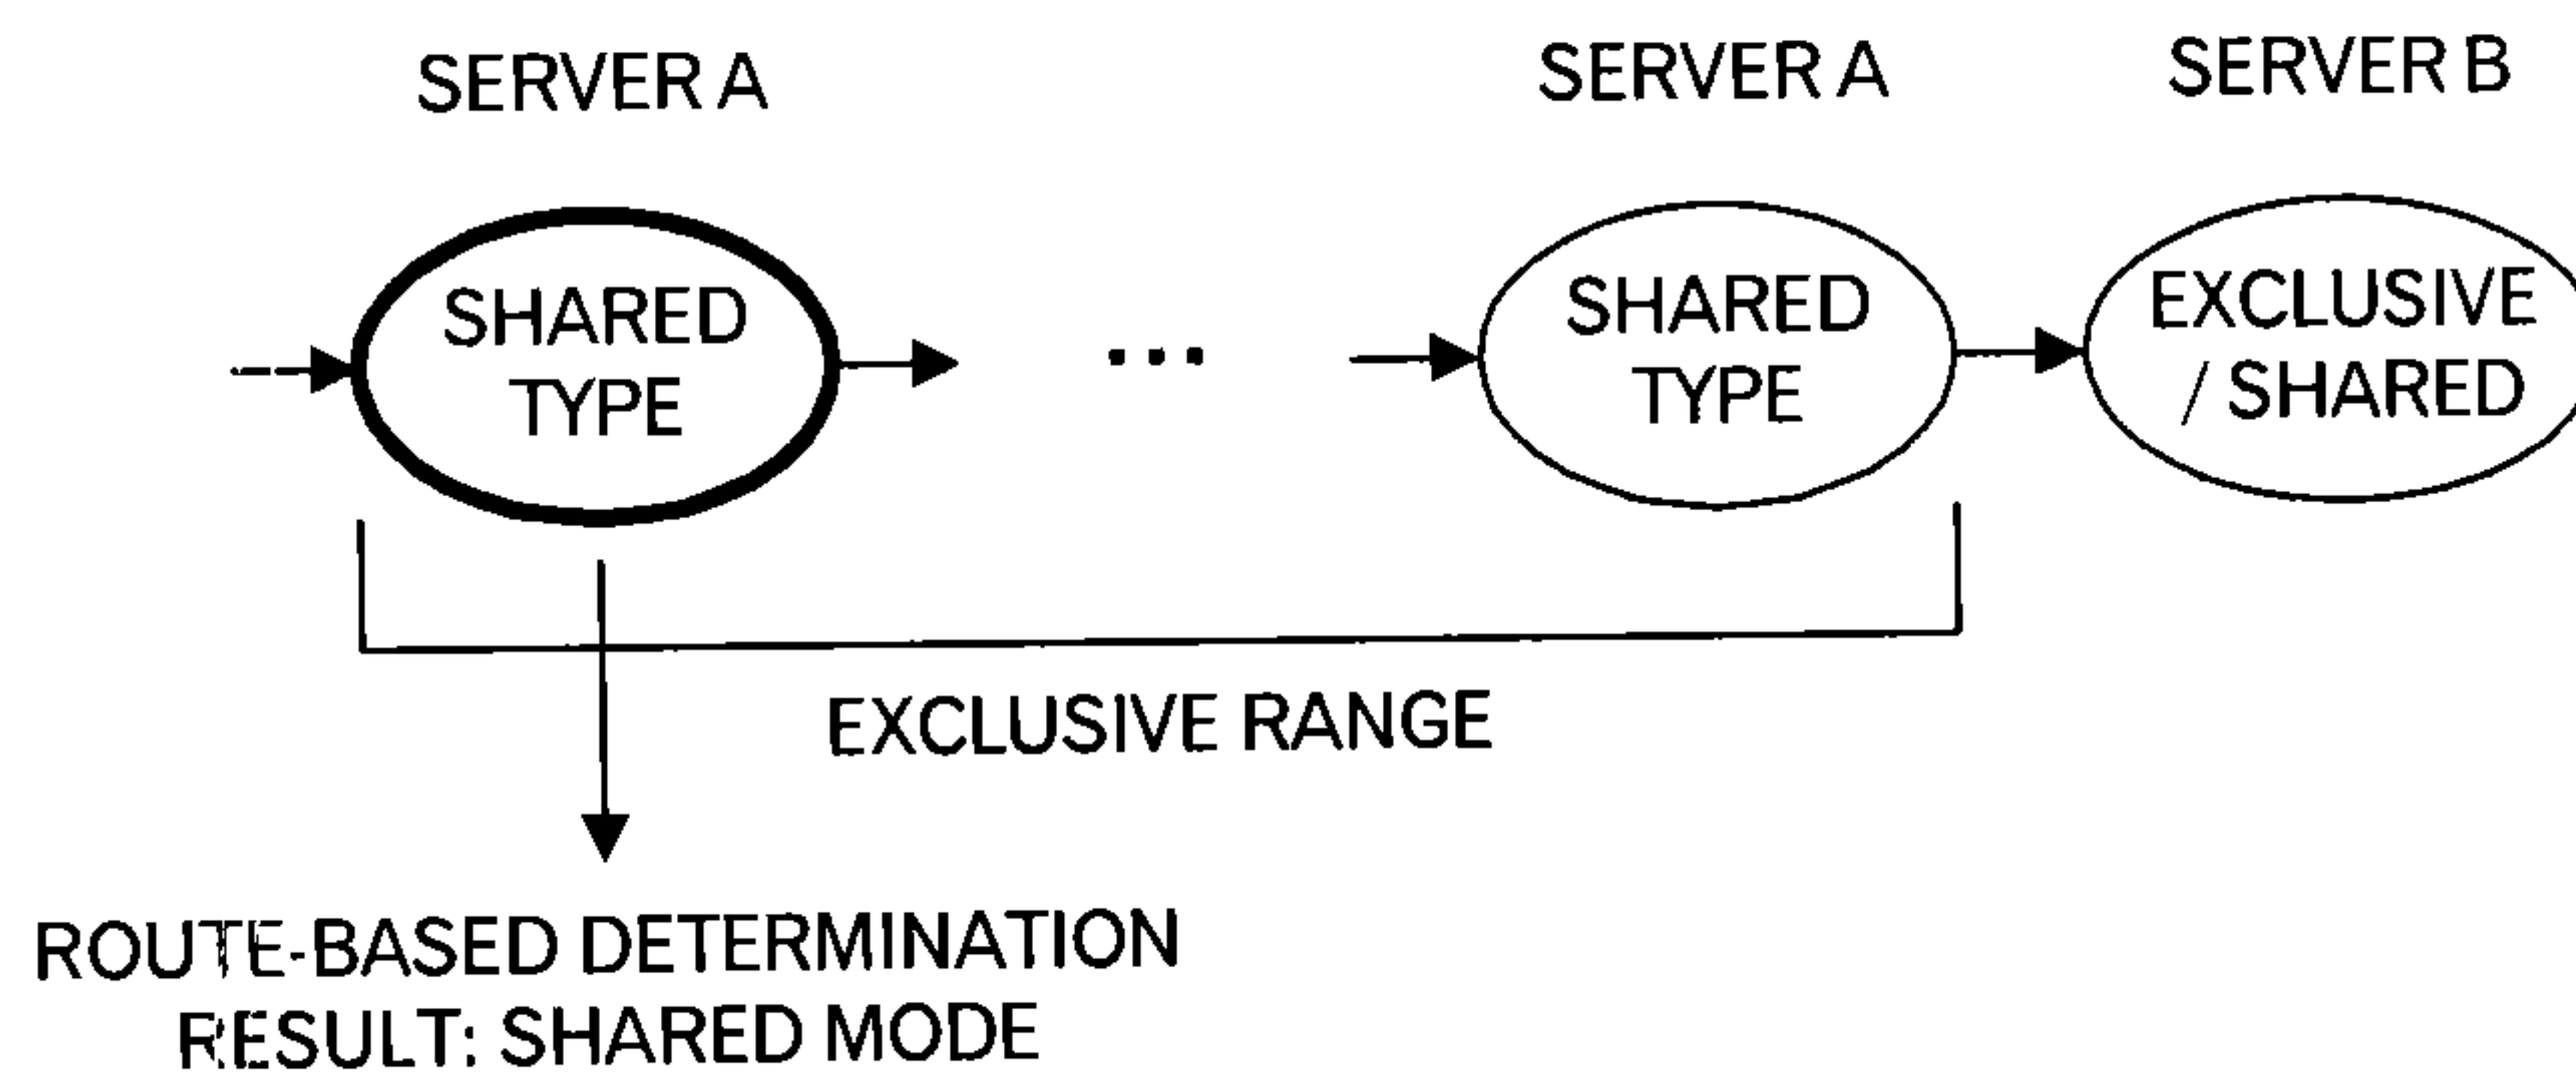 SERVER A
SERVER A
SERVER B
SHARED
TYPE
...
SHARED
TYPE
EXCLUSIVE
/ SHARED
EXCLUSIVE RANGE
ROUTE-BASED DETERMINATION
RESULT: SHARED MODE